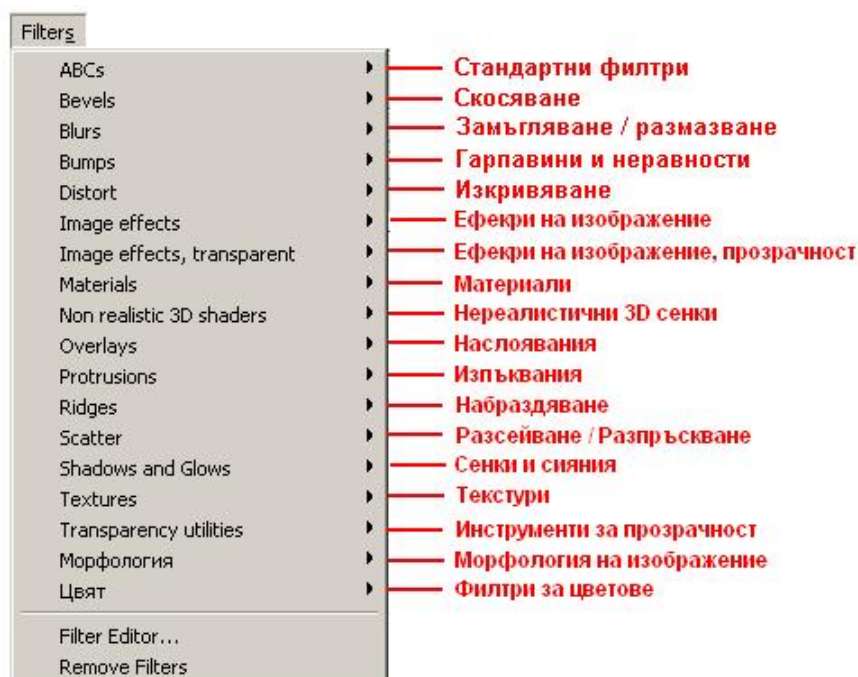 Filters
ABCs Стандартни филтри
Bevels Скосяване
Blurs Замъгляване / размазване
Bumps Гарпавини и неравности
Distort Изкривяване
Image effects Ефекри на изображение
Image effects, transparent Ефекри на изображение, прозрачност
Materials Материали
Non realistic 3D shaders Нереалистични 3D сенки
Overlays Наслоявания
Protrusions Изпъквания
Ridges Набраздяване
Scatter Разсейване / Разпръскване
Shadows and Glows Сенки и сияния
Textures Текстури
Transparency utilities Инструменти за прозрачност
Морфология Морфология на изображение
Цвят Филтри за цветове
Filter Editor...
Remove Filters